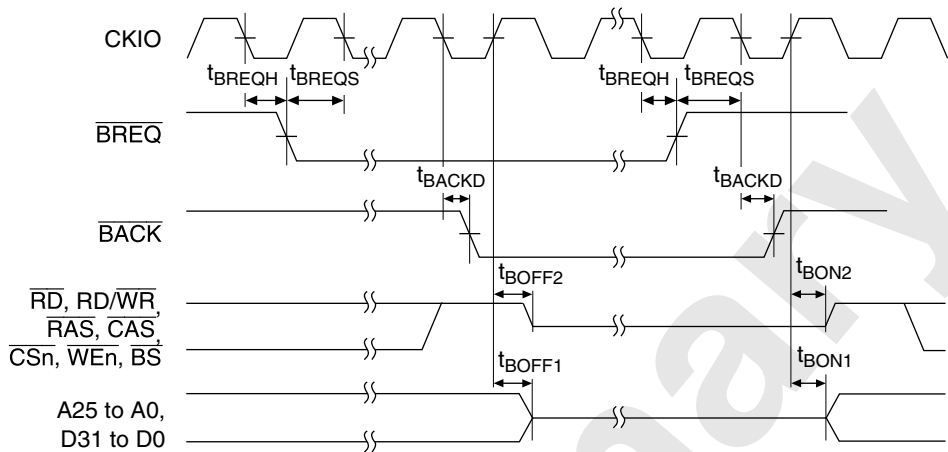 CKIO
tBREQH tBREQS tBREQH tBREQS
BREQ
tBACKD tBACKD
BACK
tBOFF2 tBON2
RD, RD/WR,
RAS, CAS,
CSn, WEn, BS
tBOFF1 tBON1
A25 to A0,
D31 to D0